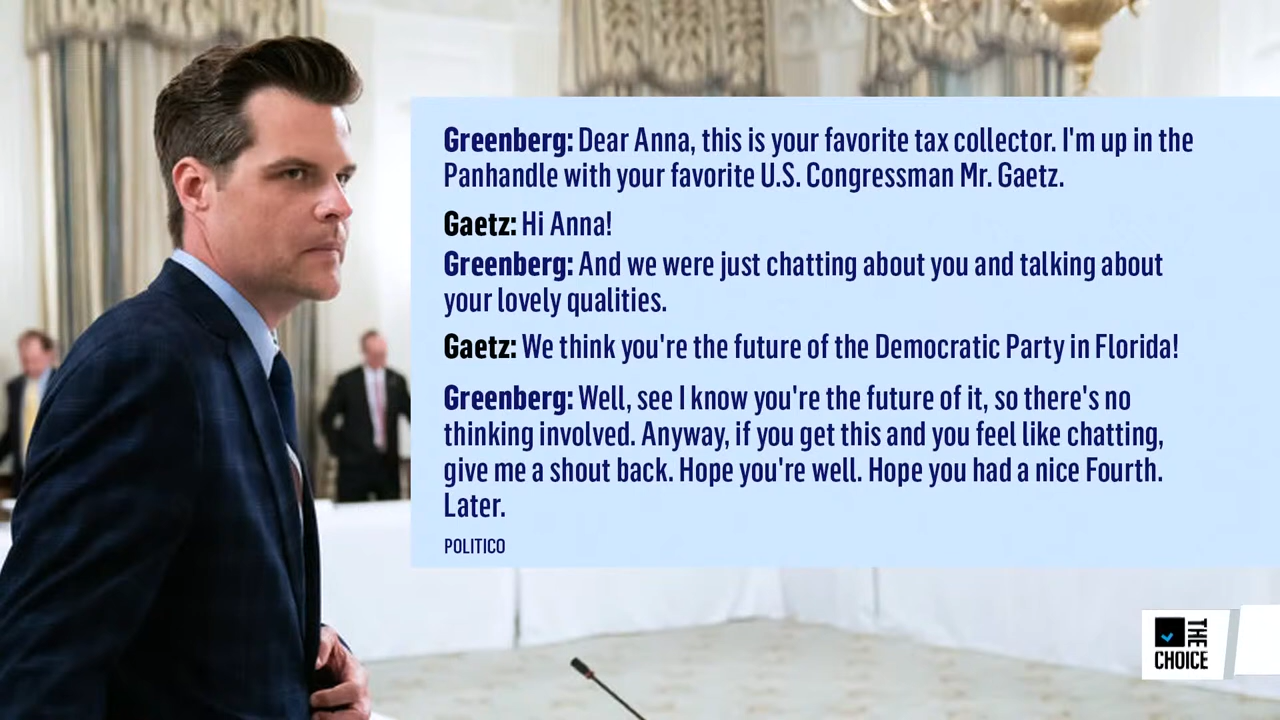 Greenberg: Dear Anna, this is your favorite tax collector. I'm up in the
Panhandle with your favorite U.S. Congressman Mr. Gaetz.
Gaetz: Hi Anna!
Greenberg: And we were just chatting about you and talking about
your lovely qualities.
Gaetz: We think you're the future of the Democratic Party in Florida!
Greenberg: Well, see I know you're the future of it, so there's no
thinking involved. Anyway, if you get this and you feel like chatting,
give me a shout back. Hope you're well. Hope you had a nice Fourth.
Later.
POLITICO
THE
CHOICE